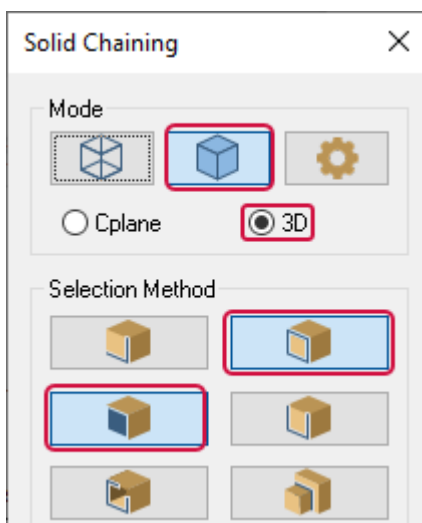 Solid Chaining
Mode
Cplane
3D
Selection Method